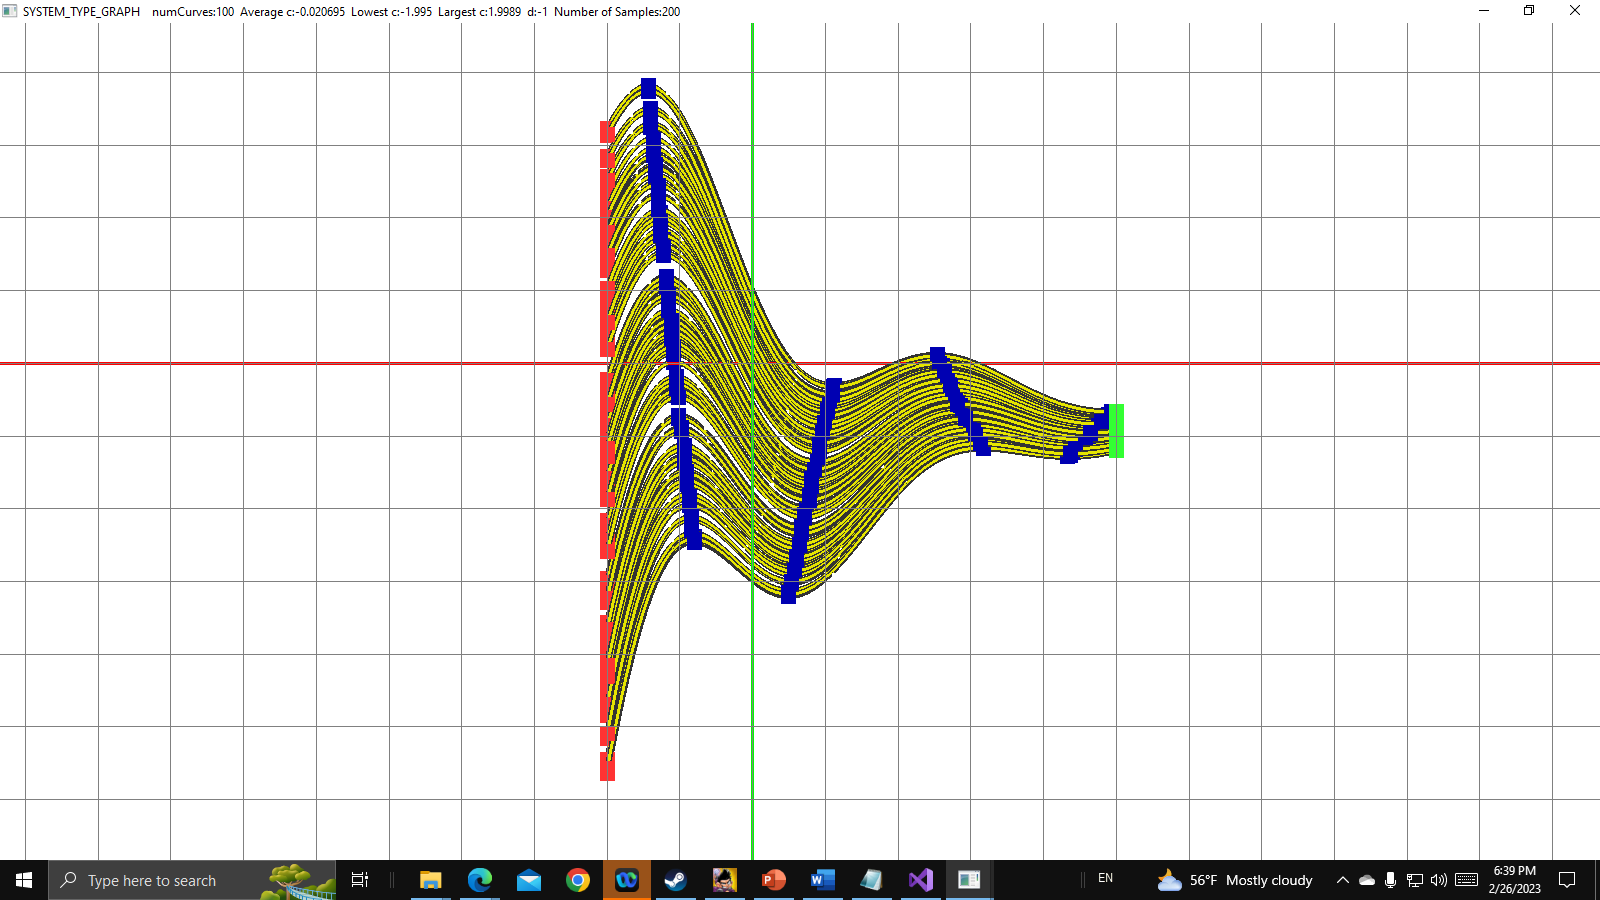 SYSTEM_TYPE_GRAPH numCurves:100 Average c:-0.020695 Lowest c:-1.995 Largest c:1.9989 d:-1 Number of Samples:200
Type here to search
EN
56°F Mostly cloudy
6:39 PM
2/26/2023